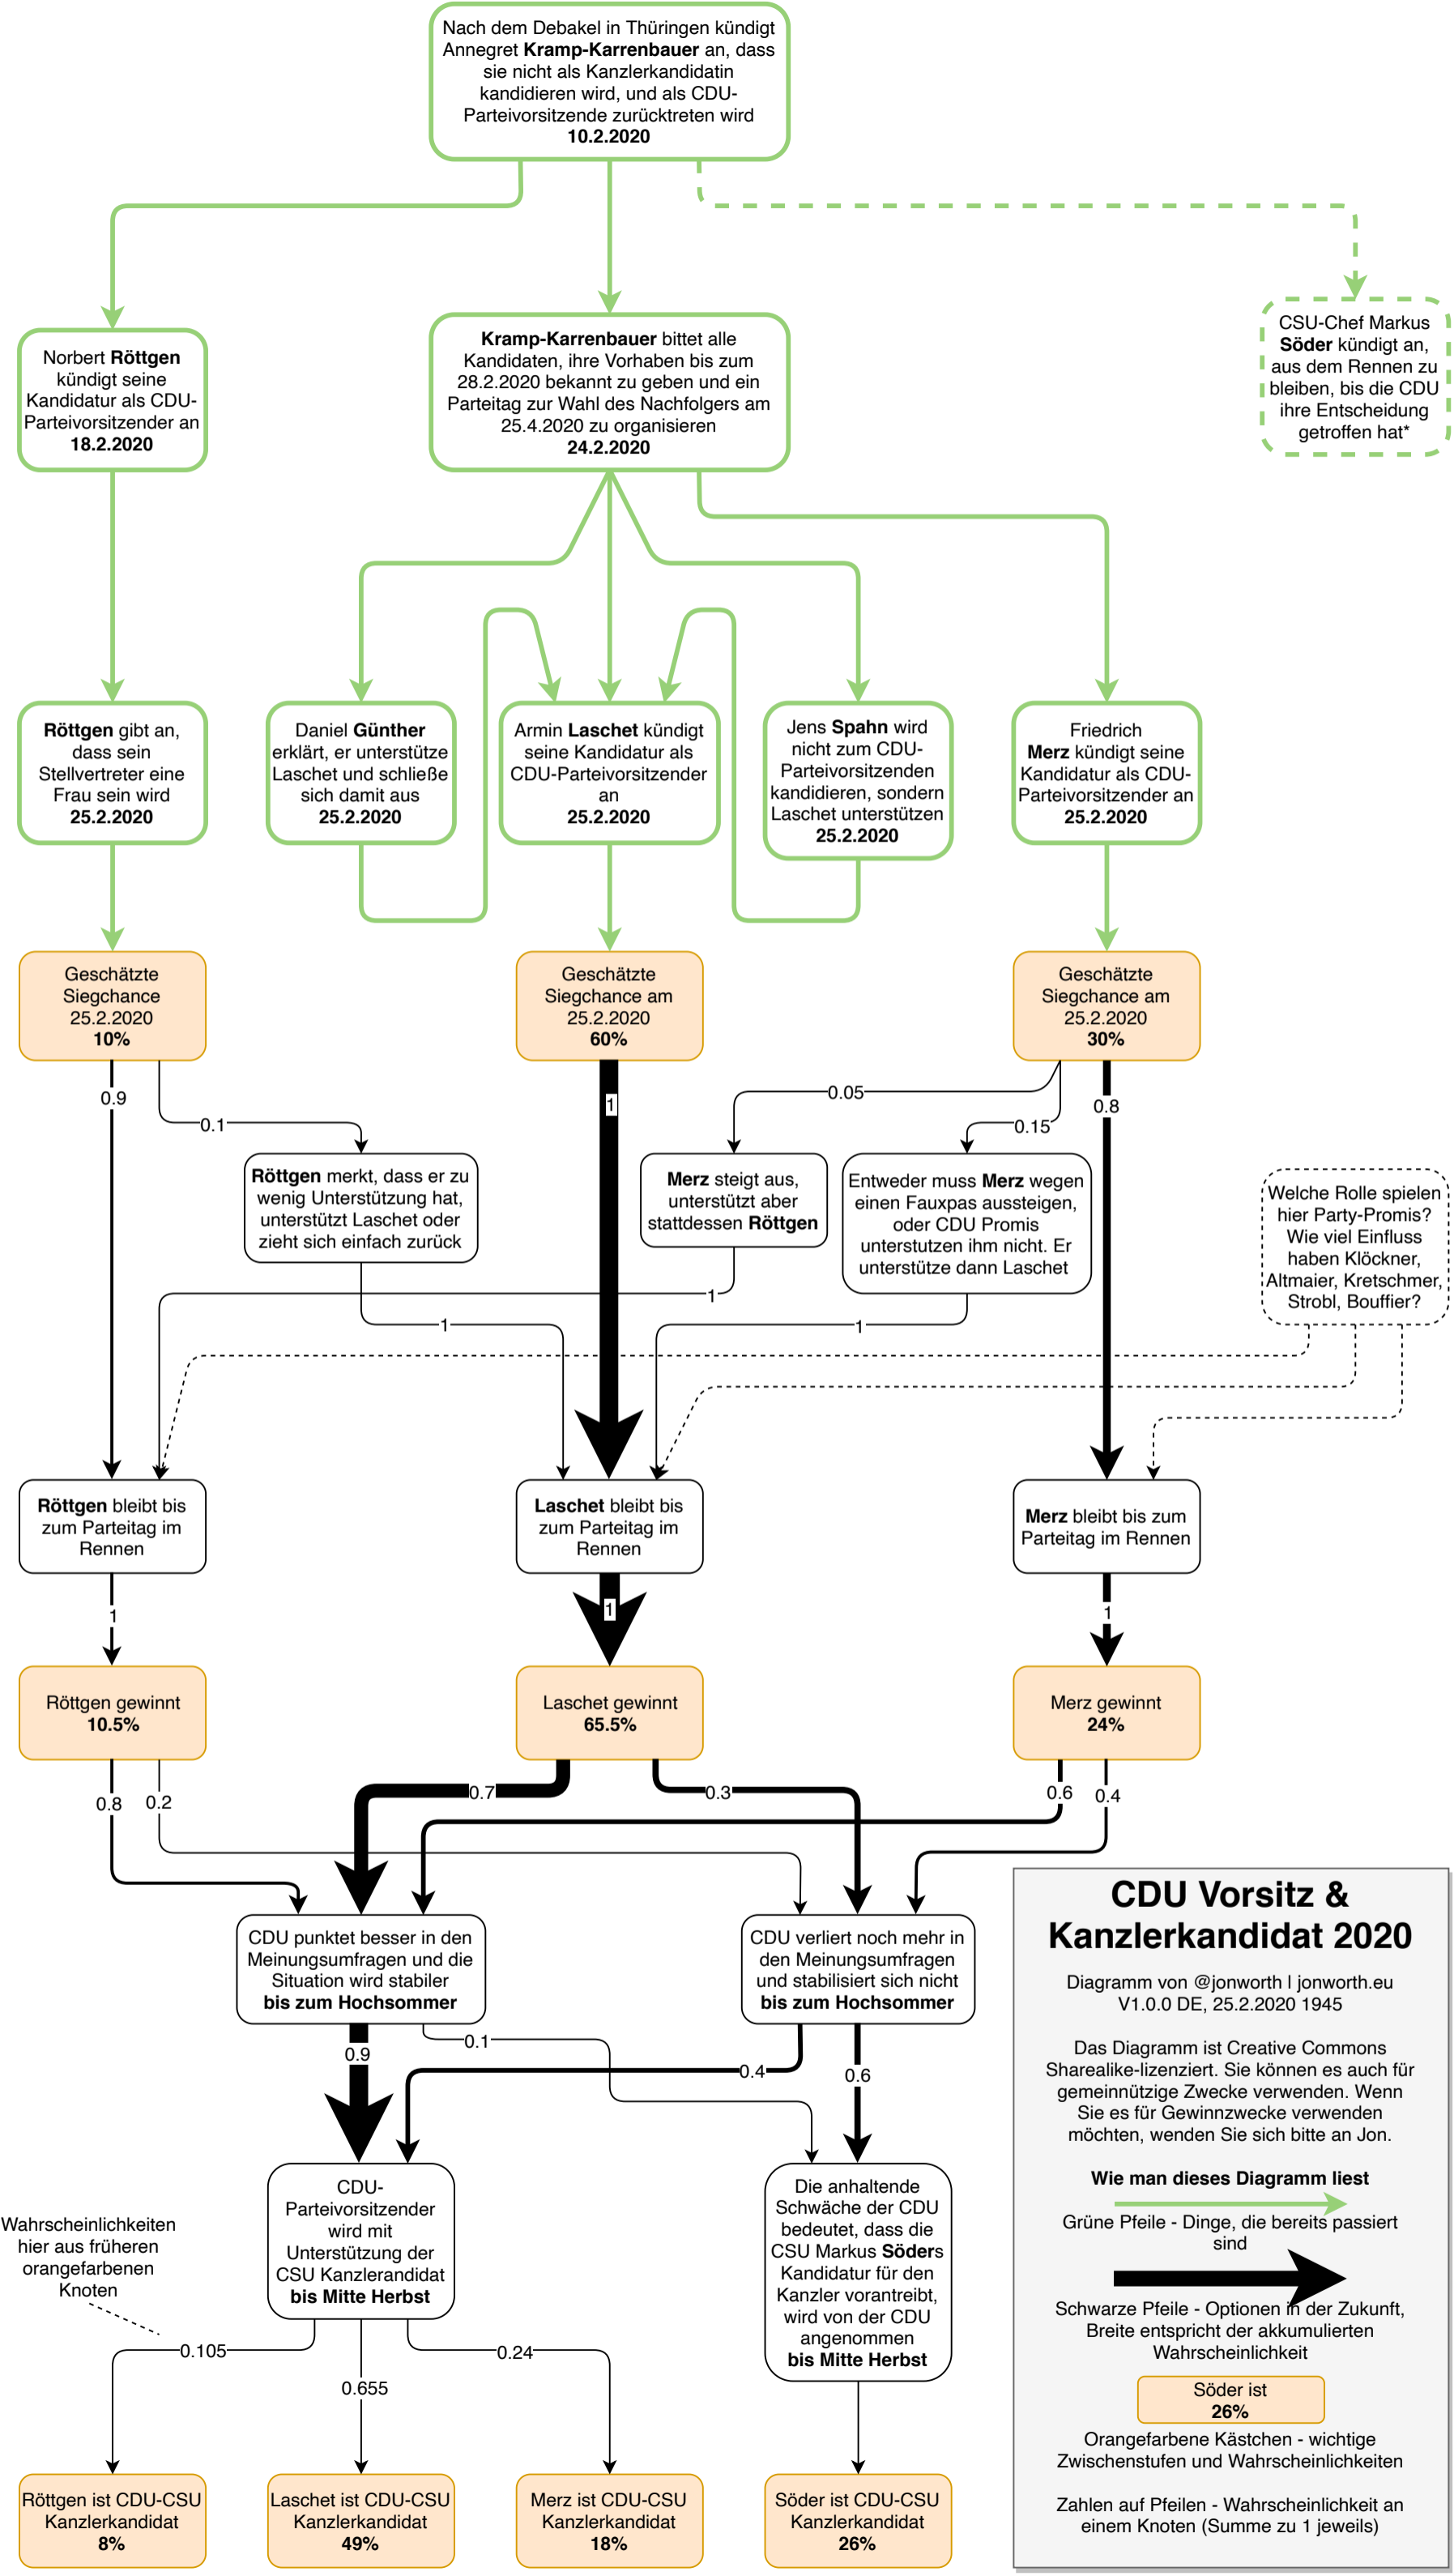 Nach dem Debakel in Thüringen kündigt
Annegret Kramp-Karrenbauer an, dass
sie nicht als Kanzlerkandidatin
kandidieren wird, und als CDU-
Parteivorsitzende zurücktreten wird
10.2.2020
Norbert Röttgen
kündigt seine
Kandidatur als CDU-
Parteivorsitzender an
18.2.2020
Kramp-Karrenbauer bittet alle
Kandidaten, ihre Vorhaben bis zum
28.2.2020 bekannt zu geben und ein
Parteitag zur Wahl des Nachfolgers am
25.4.2020 zu organisieren
24.2.2020
CSU-Chef Markus
Söder kündigt an,
aus dem Rennen zu
bleiben, bis die CDU
ihre Entscheidung
getroffen hat*
Röttgen gibt an,
dass sein
Stellvertreter eine
Frau sein wird
25.2.2020
Daniel Günther
erklärt, er unterstütze
Laschet und schließe
sich damit aus
25.2.2020
Armin Laschet kündigt
seine Kandidatur als
CDU-Parteivorsitzender
an
25.2.2020
Jens Spahn wird
nicht zum CDU-
Parteivorsitzenden
kandidieren, sondern
Laschet unterstützen
25.2.2020
Friedrich
Merz kündigt seine
Kandidatur als CDU-
Parteivorsitzender an
25.2.2020
Geschätzte
Siegchance
25.2.2020
10%
Geschätzte
Siegchance am
25.2.2020
60%
Geschätzte
Siegchance am
25.2.2020
30%
0.9
0.1
1
0.05
0.15
0.8
Röttgen merkt, dass er zu
wenig Unterstützung hat,
unterstützt Laschet oder
zieht sich einfach zurück
Merz steigt aus,
unterstützt aber
stattdessen Röttgen
Entweder muss Merz wegen
einen Fauxpas aussteigen,
oder CDU Promis
unterstutzen ihm nicht. Er
unterstütze dann Laschet
Welche Rolle spielen
hier Party-Promis?
Wie viel Einfluss
haben Klöckner,
Altmaier, Kretschmer,
Strobl, Bouffier?
1
1
1
Röttgen bleibt bis
zum Parteitag im
Rennen
Laschet bleibt bis
zum Parteitag im
Rennen
Merz bleibt bis zum
Parteitag im Rennen
1
1
1
Röttgen gewinnt
10.5%
Laschet gewinnt
65.5%
Merz gewinnt
24%
0.8
0.2
0.7
0.3
0.6
0.4
CDU punktet besser in den
Meinungsumfragen und die
Situation wird stabiler
bis zum Hochsommer
CDU verliert noch mehr in
den Meinungsumfragen
und stabilisiert sich nicht
bis zum Hochsommer
0.9
0.1
0.4
0.6
CDU-
Parteivorsitzender
wird mit
Unterstützung der
CSU Kanzlerandidat
bis Mitte Herbst
Die anhaltende
Schwäche der CDU
bedeutet, dass die
CSU Markus Söders
Kandidatur für den
Kanzler vorantreibt,
wird von der CDU
angenommen
bis Mitte Herbst
Wahrscheinlichkeiten
hier aus früheren
orangefarbenen
Knoten
0.105
0.655
0.24
Röttgen ist CDU-CSU
Kanzlerkandidat
8%
Laschet ist CDU-CSU
Kanzlerkandidat
49%
Merz ist CDU-CSU
Kanzlerkandidat
18%
Söder ist CDU-CSU
Kanzlerkandidat
26%
CDU Vorsitz &
Kanzlerkandidat 2020
Diagramm von @jonworth | jonworth.eu
V1.0.0 DE, 25.2.2020 1945
Das Diagramm ist Creative Commons
Sharealike-lizenziert. Sie können es auch für
gemeinnützige Zwecke verwenden. Wenn
Sie es für Gewinnzwecke verwenden
möchten, wenden Sie sich bitte an Jon.
Wie man dieses Diagramm liest
Grüne Pfeile - Dinge, die bereits passiert
sind
Schwarze Pfeile - Optionen in der Zukunft,
Breite entspricht der akkumulierten
Wahrscheinlichkeit
Söder ist
26%
Orangefarbene Kästchen - wichtige
Zwischenstufen und Wahrscheinlichkeiten
Zahlen auf Pfeilen - Wahrscheinlichkeit an
einem Knoten (Summe zu 1 jeweils)